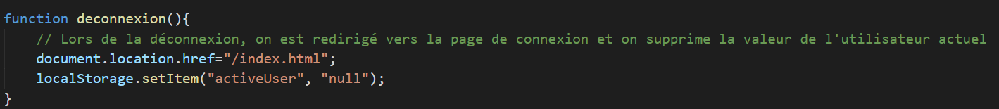 function deconnexion(){
    // Lors de la déconnexion, on est redirigé vers la page de connexion et on supprime la valeur de l'utilisateur actuel
    document.location.href="/index.html";
    localStorage.setItem("activeUser", "null");
}